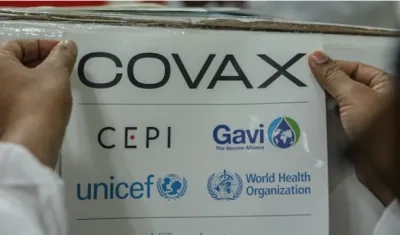 COVAX
CEPI
Gavi
The Vaccine Alliance
unicef
World Health
Organization